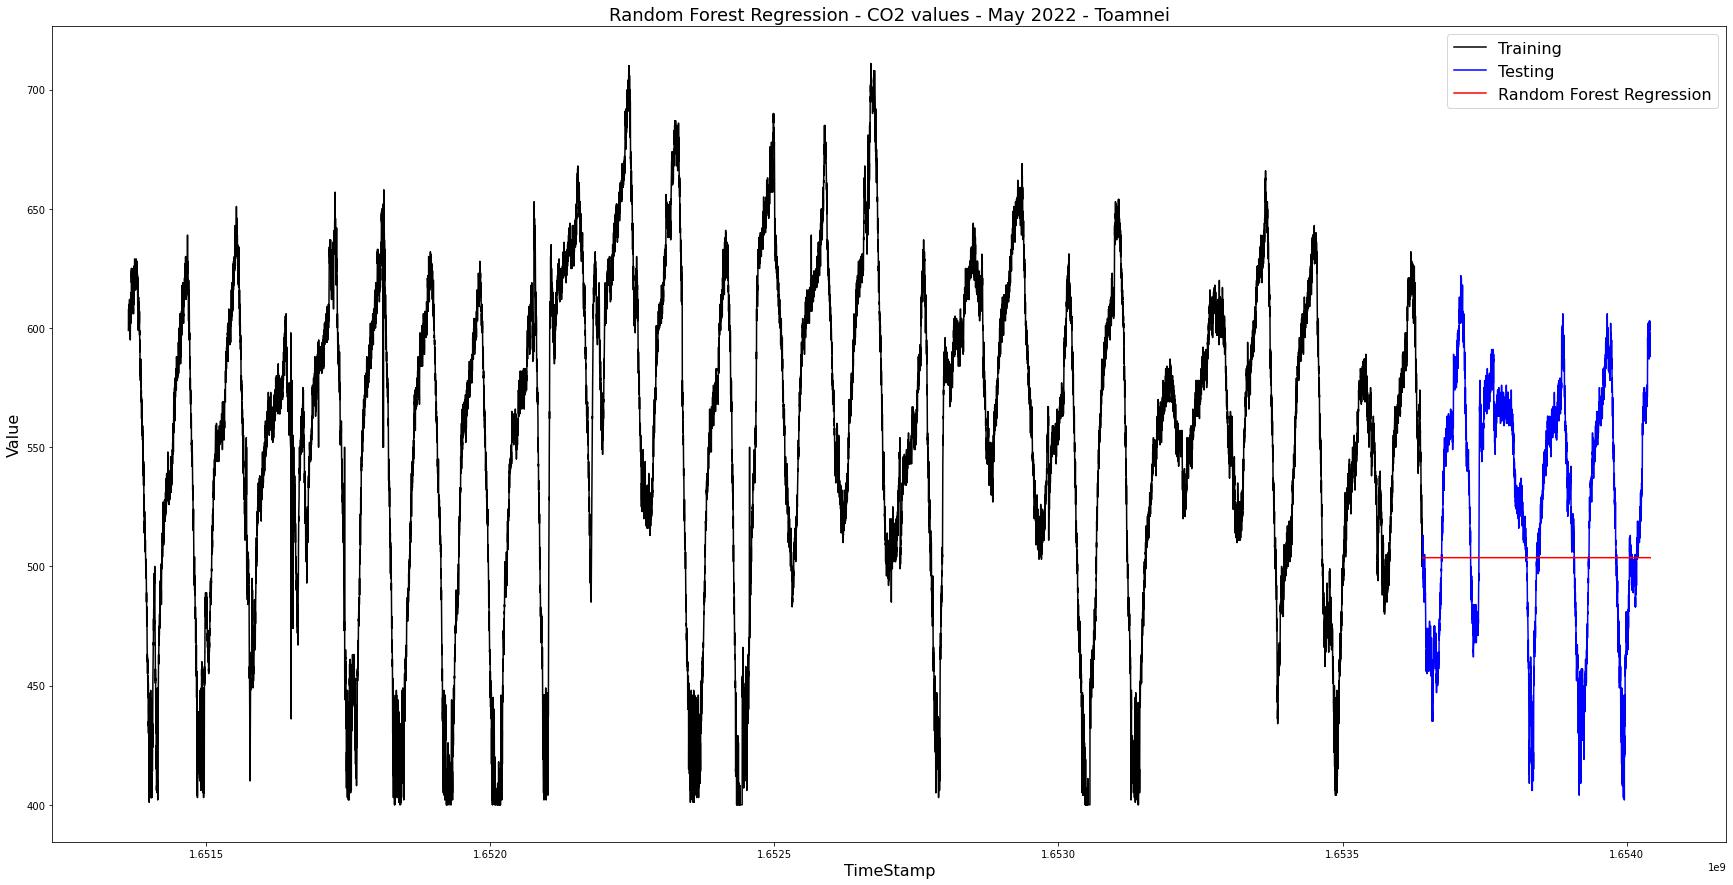 Random Forest Regression - CO2 values - May 2022 - Toamnei
Training
Testing
Random Forest Regression
Value
700
650
600
550
500
450
400
1.6515
1.6520
1.6525
1.6530
1.6535
1.6540
1e9
TimeStamp